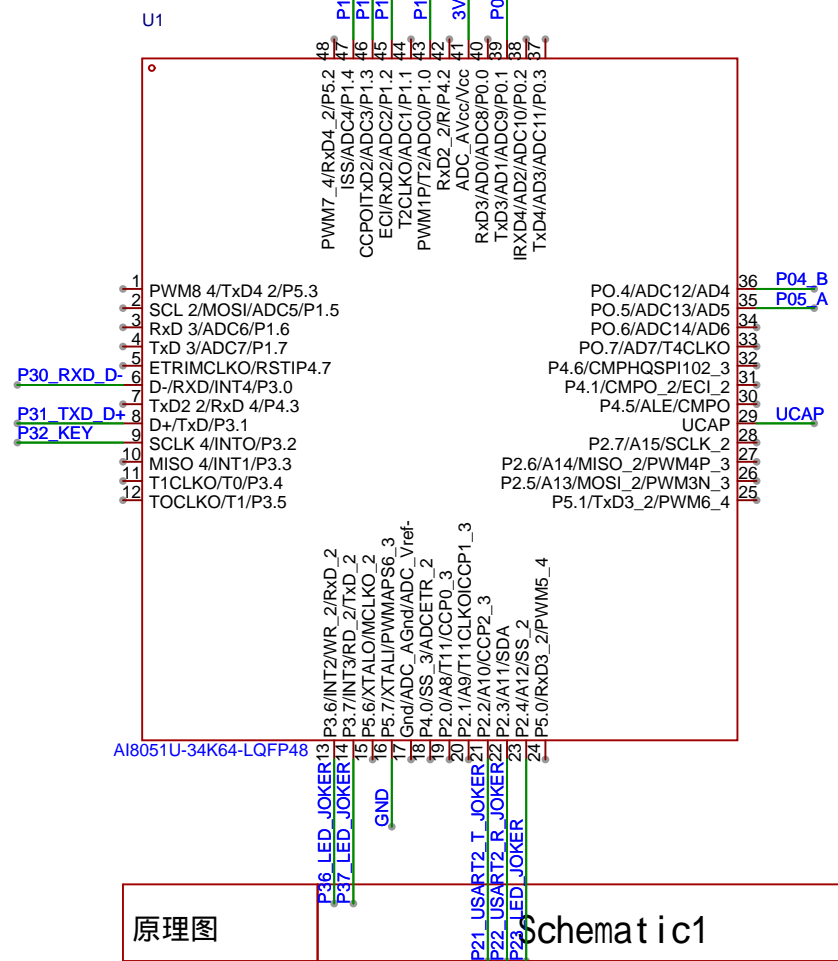 U1
P1
P1
P1
P1
3V
P0
48
47
46
45
44
43
42
41
40
39
38
37
PWM7_4/RxD4_2/P5.2
ISS/ADC4/P1.4
CCPOITxD2/ADC3/P1.3
ECI/RxD2/ADC2/P1.2
T2CLKO/ADC1/P1.1
PWM1P/T2/ADC0/P1.0
RxD2_2/R/P4.2
ADC_AVcc/Vcc
RxD3/AD0/ADC8/P0.0
TxD3/AD1/ADC9/P0.1
IRXD4/AD2/ADC10/P0.2
TxD4/AD3/ADC11/P0.3
1 PWM8 4/TxD4 2/P5.3
2 SCL 2/MOSI/ADC5/P1.5
3 RxD 3/ADC6/P1.6
4 TxD 3/ADC7/P1.7
5 ETRIMCLKO/RSTIP4.7
P30_RXD_D- 6 D-/RXD/INT4/P3.0
7 TxD2 2/RxD 4/P4.3
P31_TXD_D+ 8 D+/TxD/P3.1
P32_KEY 9 SCLK 4/INTO/P3.2
10 MISO 4/INT1/P3.3
11 T1CLKO/T0/P3.4
12 TOCLKO/T1/P3.5
PO.4/ADC12/AD4 36 P04_B
PO.5/ADC13/AD5 35 P05_A
PO.6/ADC14/AD6 34
PO.7/AD7/T4CLKO 33
P4.6/CMPHQSPI102_3 32
P4.1/CMPO_2/ECI_2 31
P4.5/ALE/CMPO 30
UCAP 29 UCAP
P2.7/A15/SCLK_2 28
P2.6/A14/MISO_2/PWM4P_3 27
P2.5/A13/MOSI_2/PWM3N_3 26
P5.1/TxD3_2/PWM6_4 25
P3.6/INT2/WR_2/RxD_2
P3.7/INT3/RD_2/TxD_2
P5.6/XTALO/MCLKO_2
P5.7/XTALI/PWMAPS6_3
Gnd/ADC_AGnd/ADC_Vref-
P4.0/SS_3/ADCETR_2
P2.0/A8/T11/CCP0_3
P2.1/A9/T11CLKOICCP1_3
P2.2/A10/CCP2_3
P2.3/A11/SDA
P2.4/A12/SS_2
P5.0/RxD3_2/PWM5_4
AI8051U-34K64-LQFP48
13
14
15
16
17
18
19
20
21
22
23
24
P36_LED_JOKER
P37_LED_JOKER
GND
P21_USART2_T_JOKER
P22_USART2_R_JOKER
P23_LED_JOKER
原理图
Schematic1